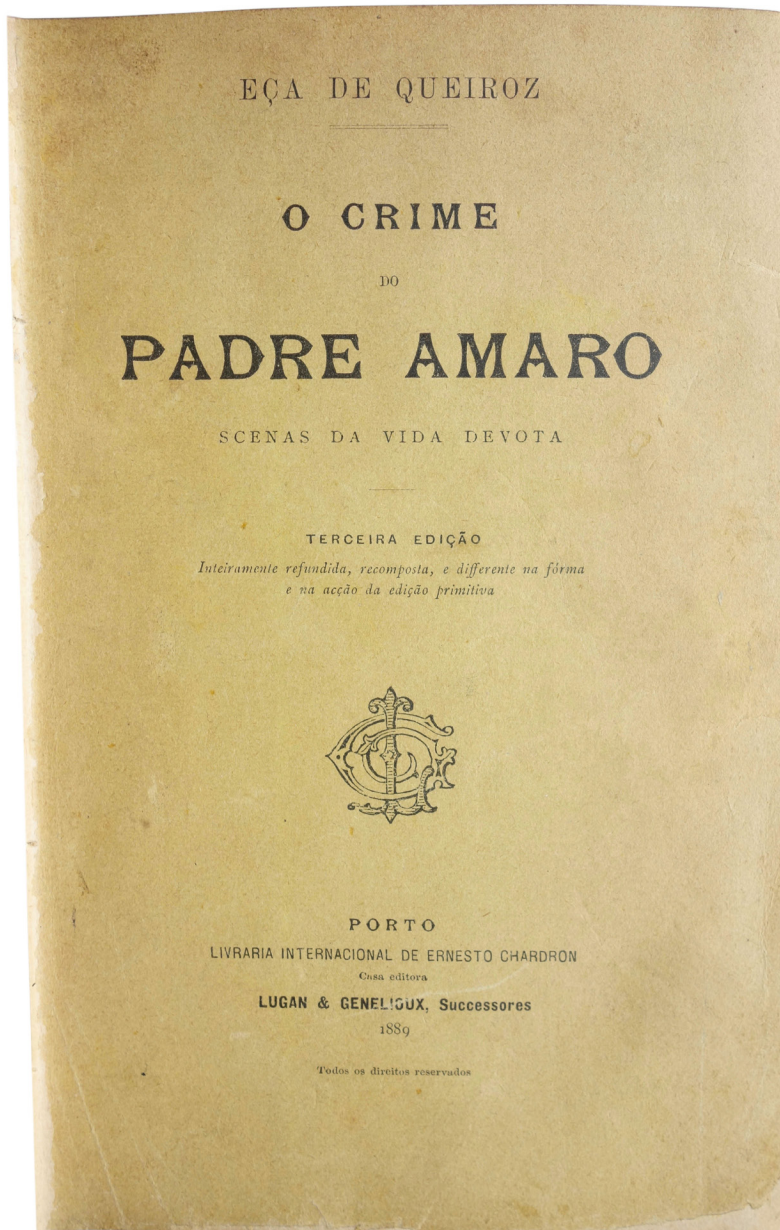 EÇA DE QUEIROZ
O CRIME
DO
PADRE AMARO
SCENAS DA VIDA DEVOTA
TERCEIRA EDIÇÃO
Inteiramente refundida, recomposta, e differente na fórma
e na acção da edição primitiva
PORTO
LIVRARIA INTERNACIONAL DE ERNESTO CHARDRON
Casa editora
LUGAN & GENELIOUX, Successores
1889
Todos os direitos reservados